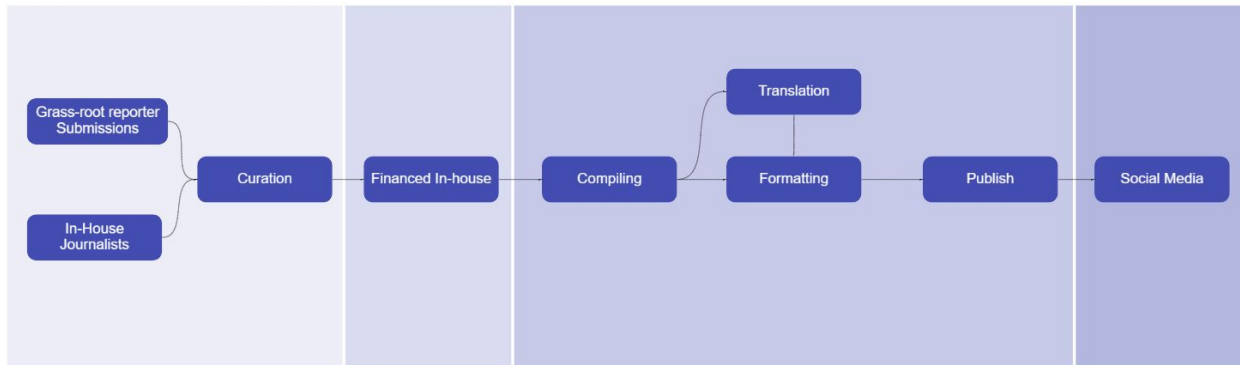 Grass-root reporter
Submissions
In-House
Journalists
Curation
Financed In-house
Compiling
Translation
Formatting
Publish
Social Media